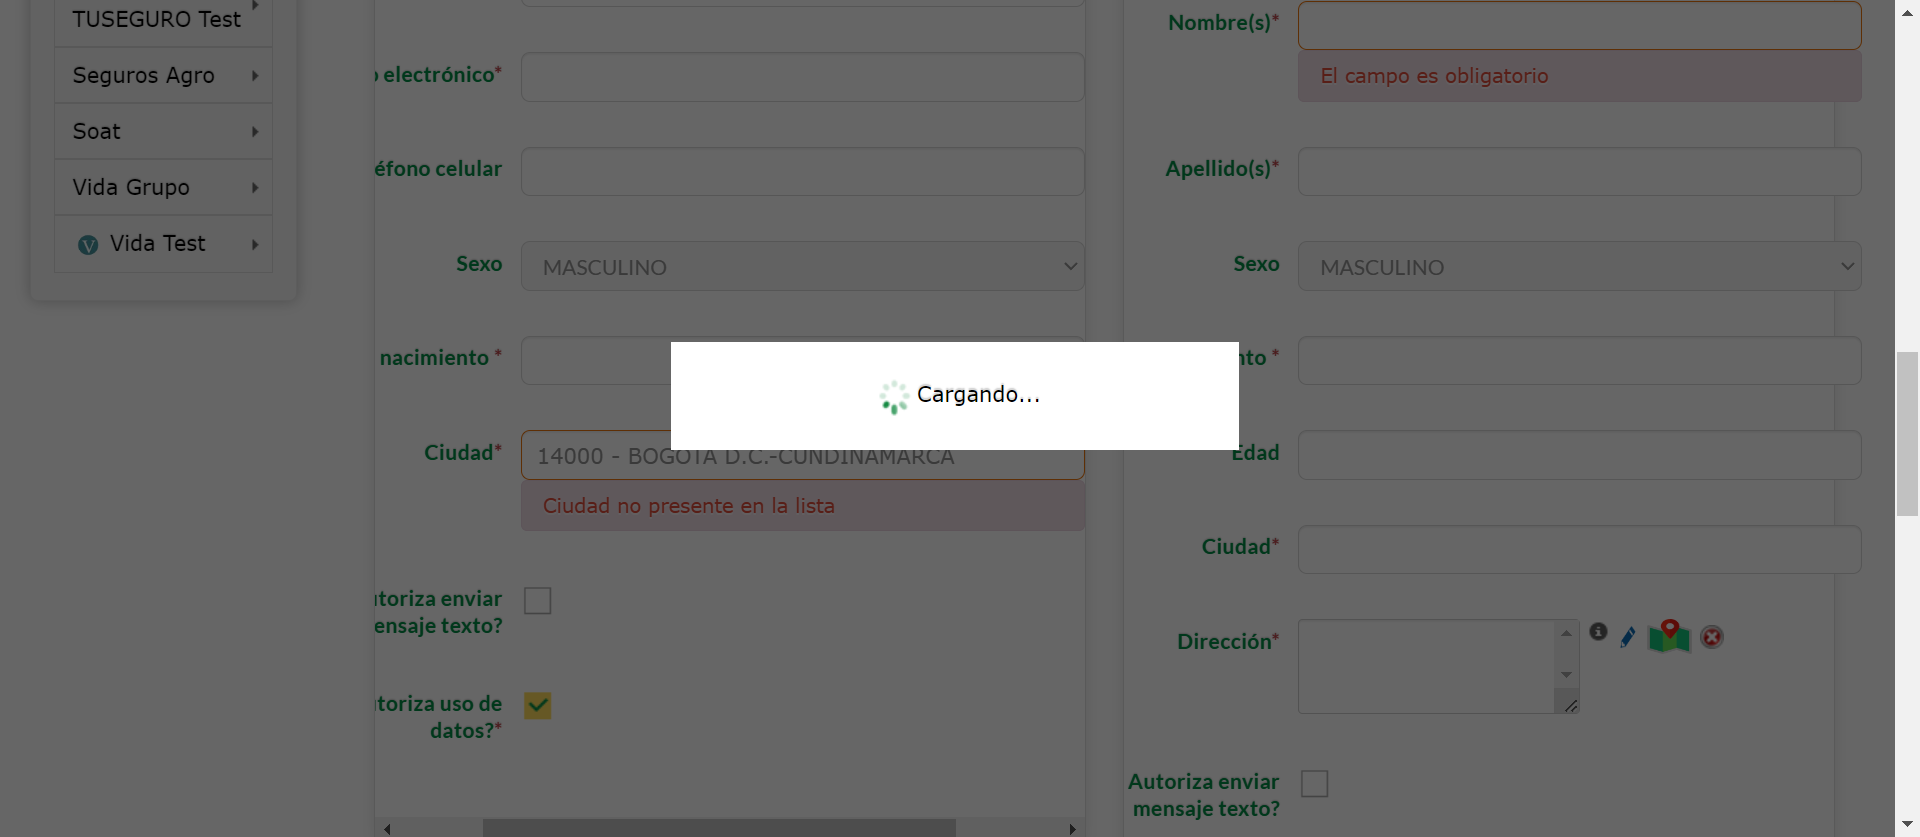 TUSEGURO Test
Seguros Agro
Soat
Vida Grupo
V Vida Test
electrónico*
éfono celular
Sexo
MASCULINO
nacimiento *
Ciudad*
14000 - BOGOTA D.C.-CUNDINAMARCA
Ciudad no presente en la lista
utoriza enviar
ensaje texto?
utoriza uso de
datos?*
Cargando...
Nombre(s)*
El campo es obligatorio
Apellido(s)*
Sexo
MASCULINO
nto *
Edad
Ciudad*
Dirección*
Autoriza enviar
mensaje texto?